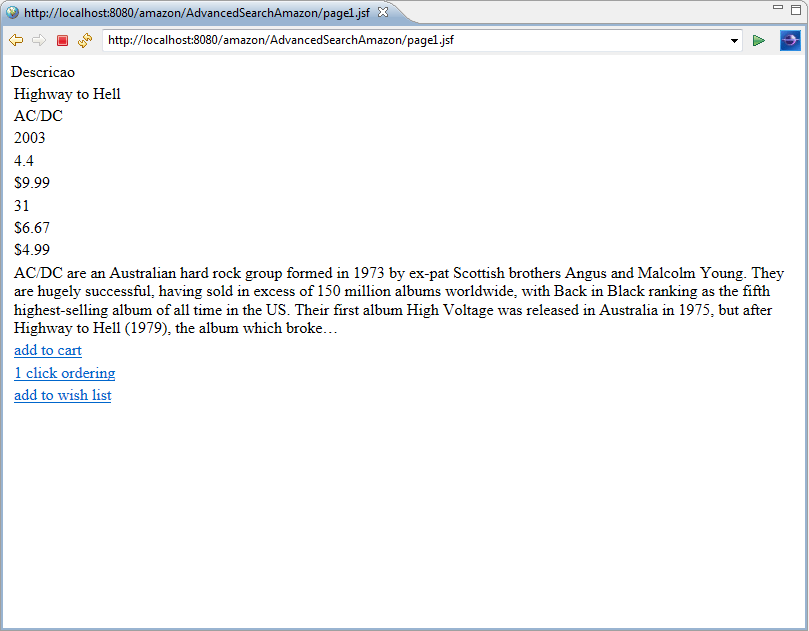 http://localhost:8080/amazon/AdvancedSearchAmazon/page1.jsf
http://localhost:8080/amazon/AdvancedSearchAmazon/page1.jsf
Descricao
Highway to Hell
AC/DC
2003
4.4
$9.99
31
$6.67
$4.99
AC/DC are an Australian hard rock group formed in 1973 by ex-pat Scottish brothers Angus and Malcolm Young. They
are hugely successful, having sold in excess of 150 million albums worldwide, with Back in Black ranking as the fifth
highest-selling album of all time in the US. Their first album High Voltage was released in Australia in 1975, but after
Highway to Hell (1979), the album which broke…
add to cart
1 click ordering
add to wish list